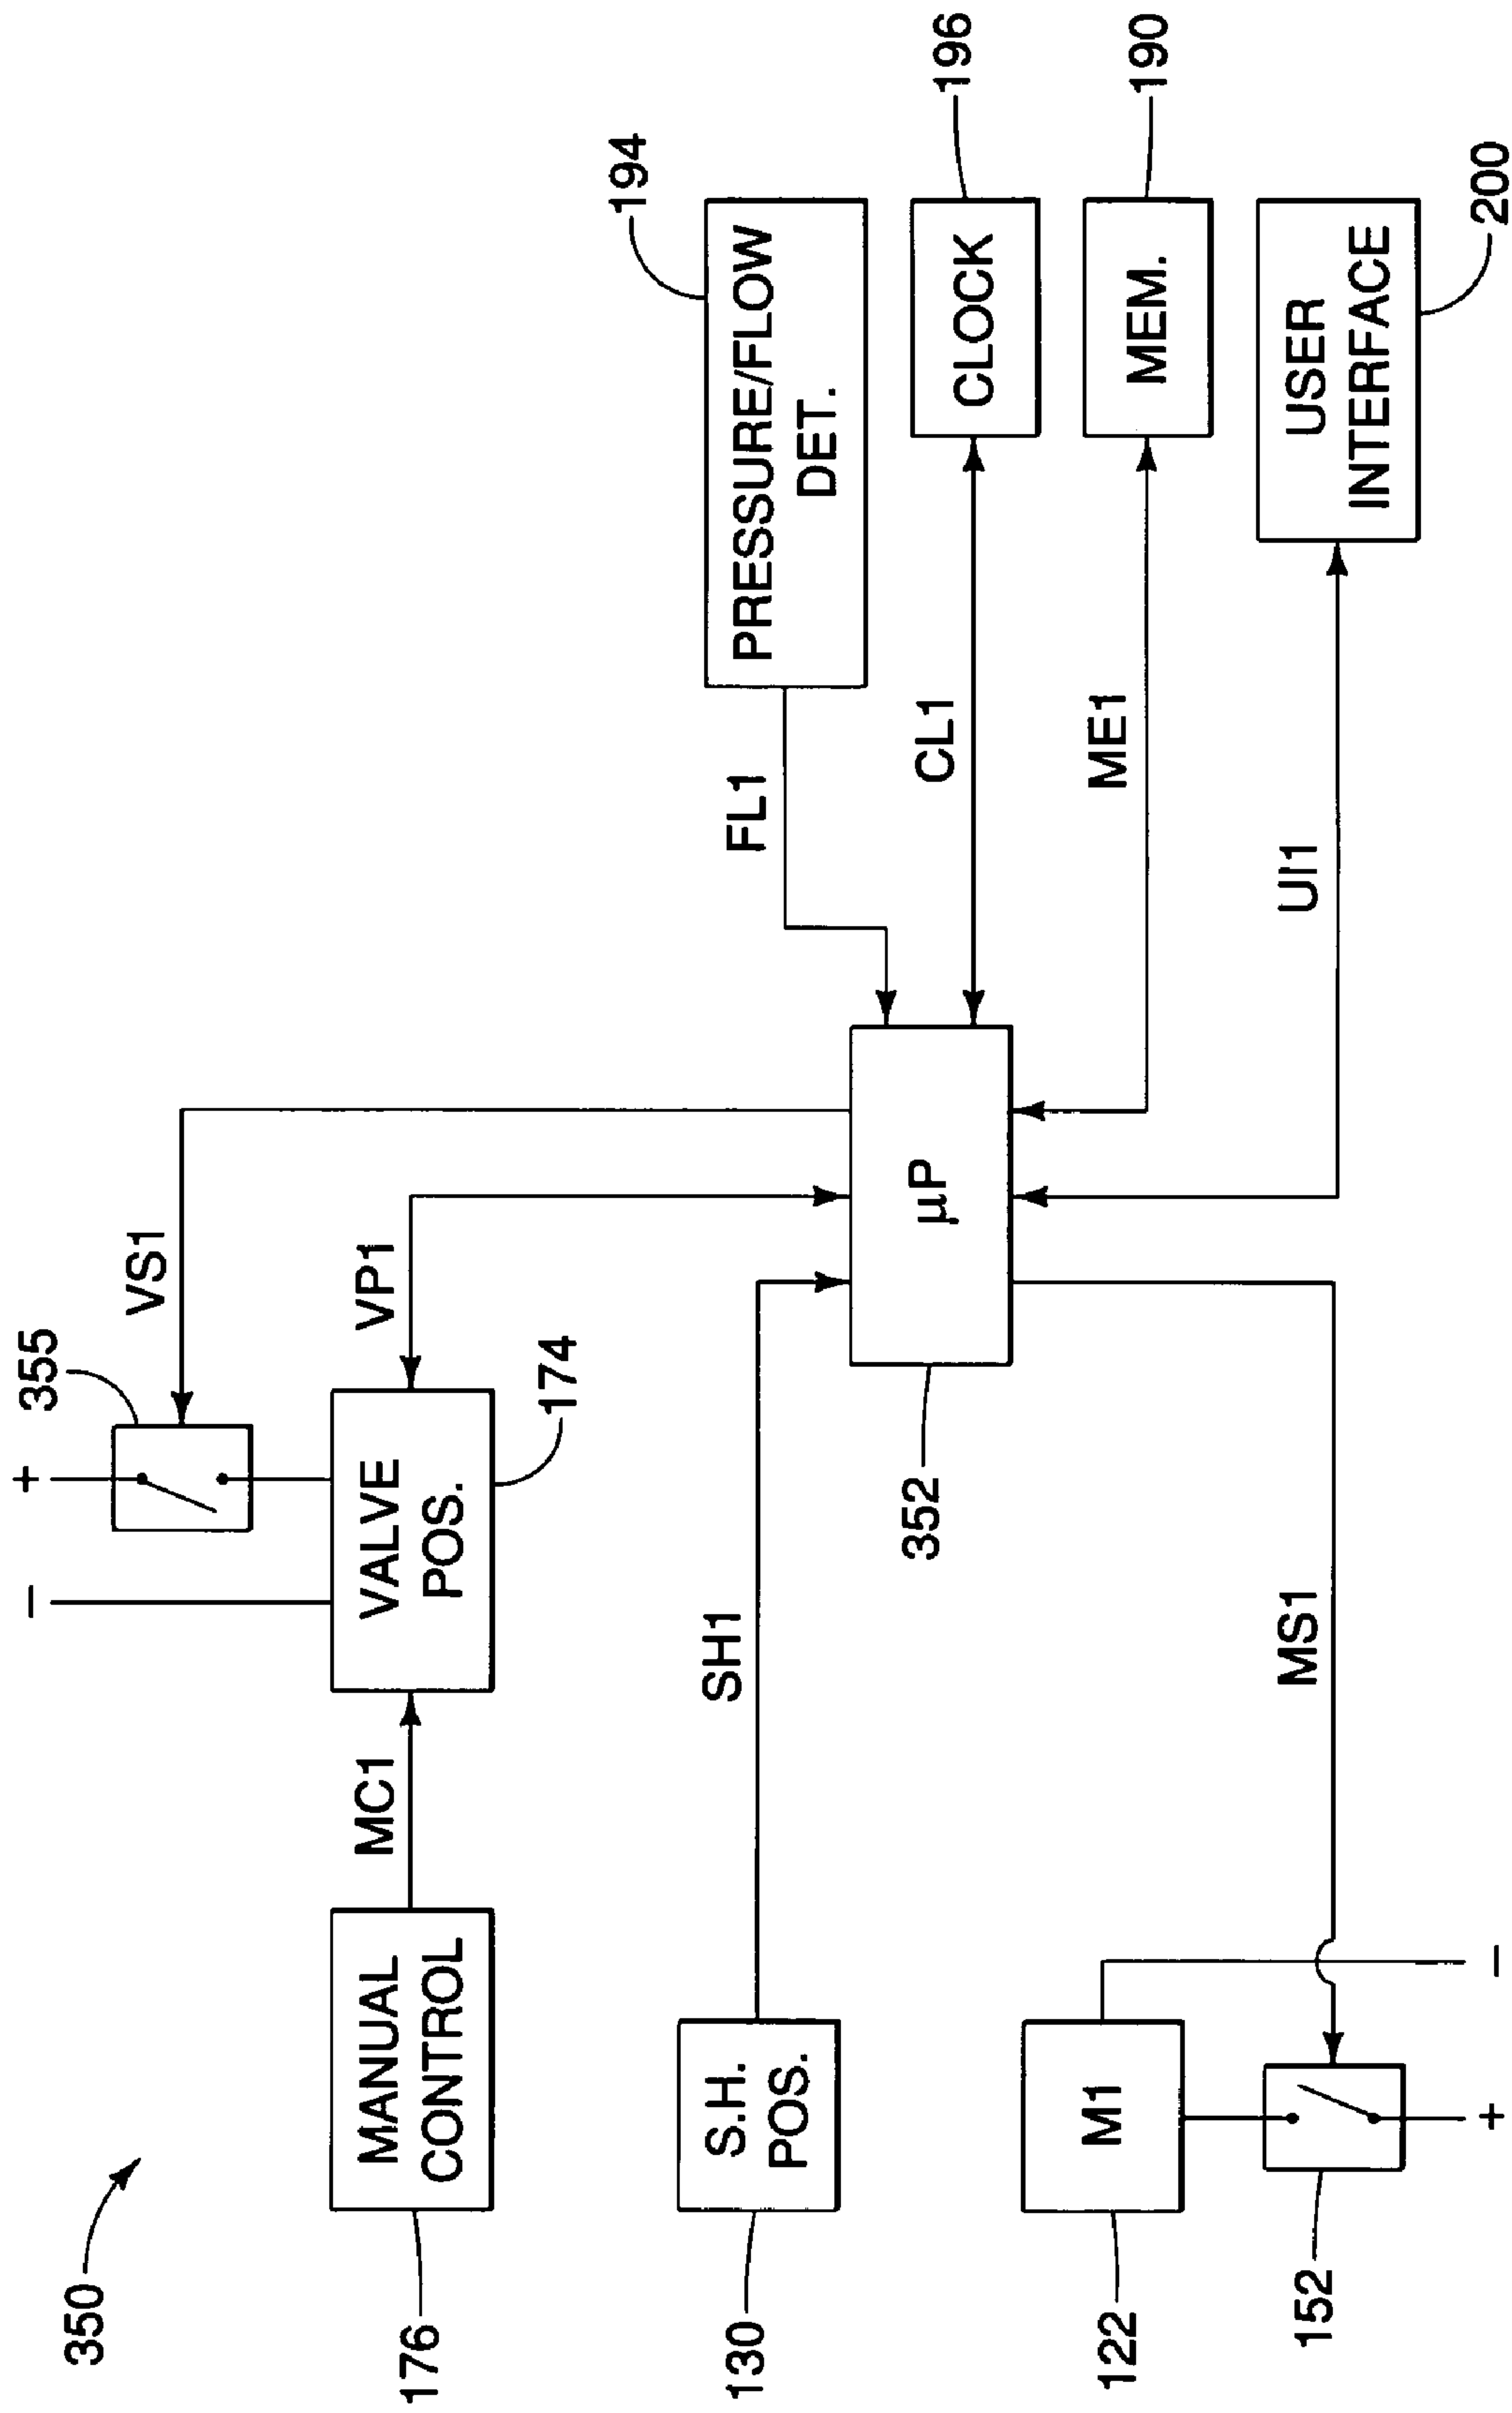 350
176
MANUAL
CONTROL
MC1
−
+
355
VS1
VALVE
POS.
174
VP1
130
S.H.
POS.
SH1
352
μP
FL1
194
PRESSURE/FLOW
DET.
CL1
CLOCK
196
ME1
MEM.
190
UI1
USER
INTERFACE
200
122
M1
152
MS1
+
−